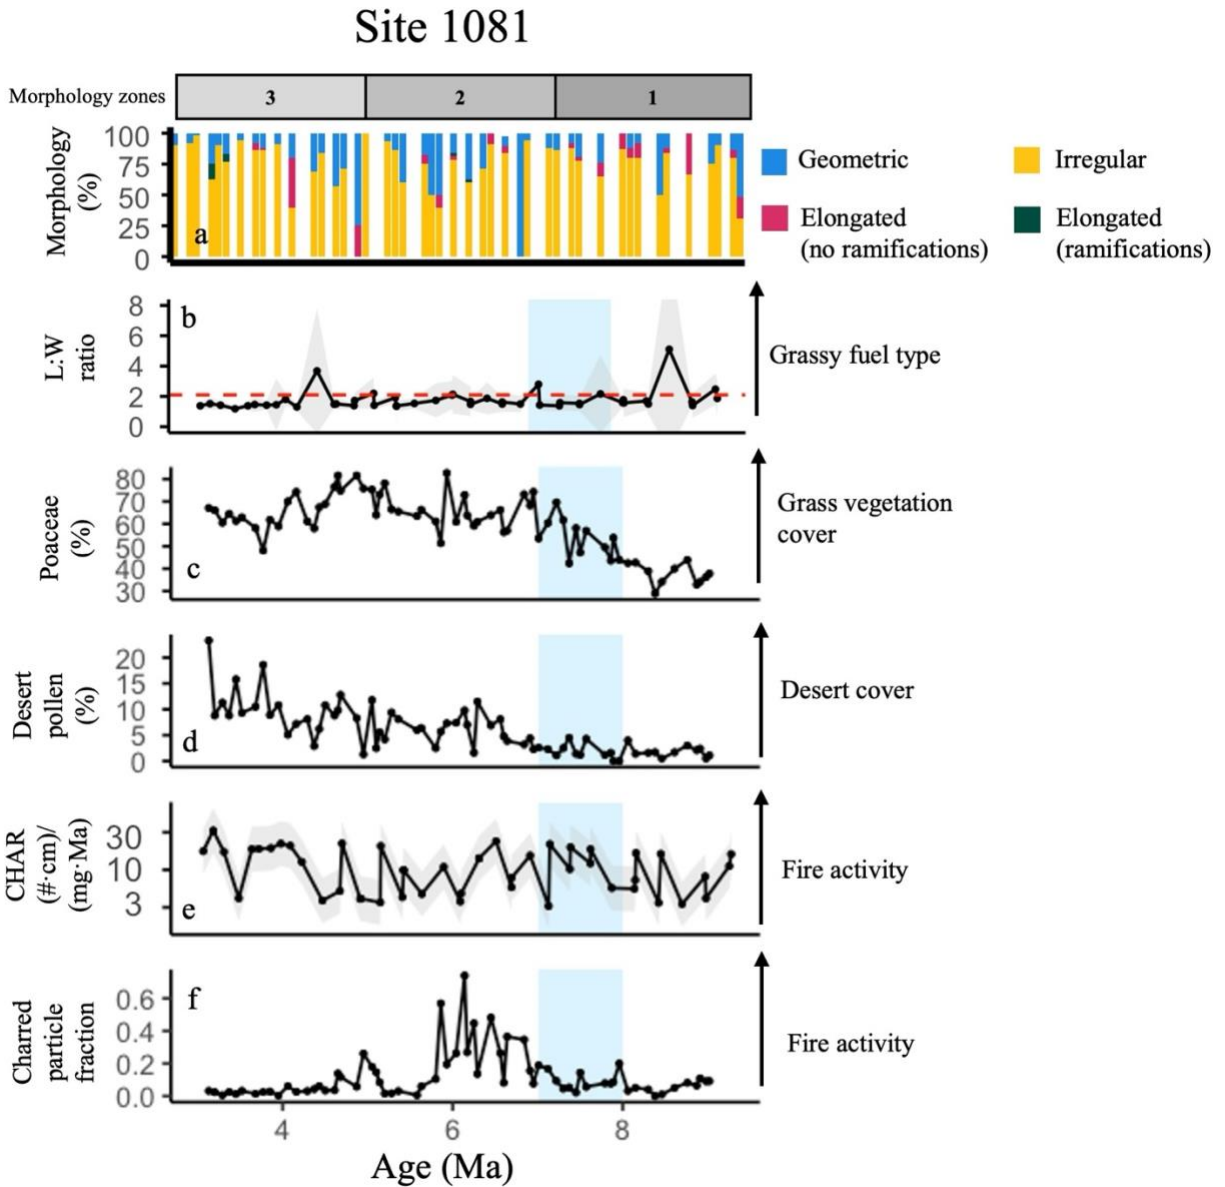 Site 1081
Morphology zones
3
2
1
Morphology
(%)
100
75
50
25
0
a
Geometric
Irregular
Elongated
(no ramifications)
Elongated
(ramifications)
L:W
ratio
8
6
4
2
0
b
Grassy fuel type
Poaceae
(%)
80
70
60
50
40
30
c
Grass vegetation
cover
Desert
pollen
(%)
20
15
10
5
0
d
Desert cover
CHAR
(#·cm)/
(mg·Ma)
30
10
3
e
Fire activity
Charred
particle
fraction
0.6
0.4
0.2
0.0
f
Fire activity
4
6
8
Age (Ma)